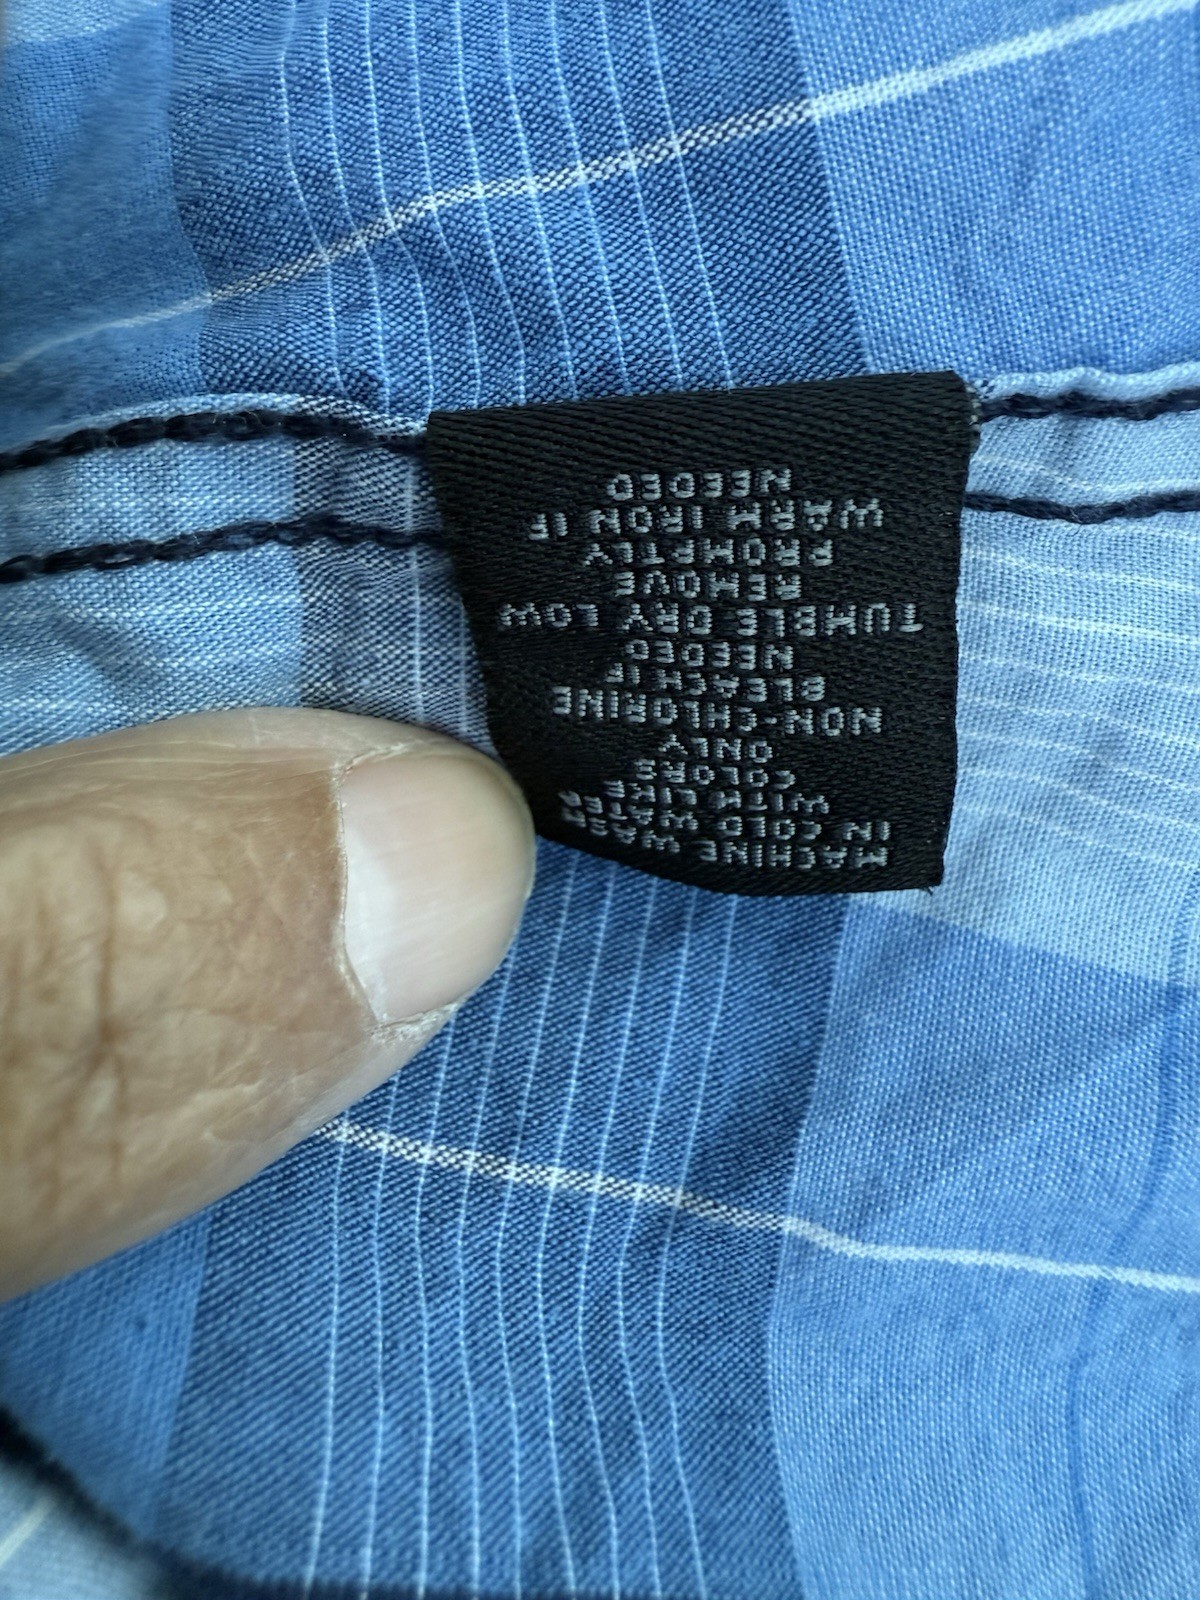 MACHINE WASH
IN COLD WATER
WITH LIKE
COLORS
ONLY
NON-CHLORINE
BLEACH IF
NEEDED
TUMBLE DRY LOW
REMOVE
PROMPTLY
WARM IRON IF
NEEDED